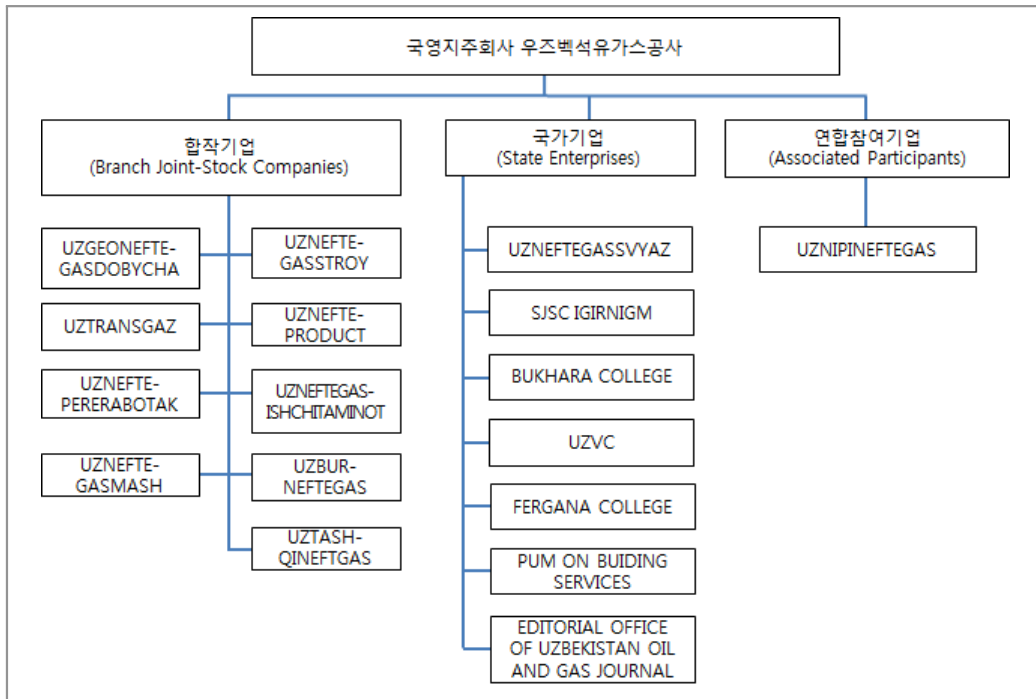 국영지주회사 우즈벡석유가스공사
합작기업
(Branch Joint-Stock Companies)
국가기업
(State Enterprises)
연합참여기업
(Associated Participants)
UZGEONEFTE-
GASDOBYCHA
UZNEFTE-
GASSTROY
UZTRANSGAZ
UZNEFTE-
PRODUCT
UZNEFTE-
PERERABOTAK
UZNEFTEGAS-
ISHCHITAMINOT
UZNEFTE-
GASMASH
UZBUR-
NEFTEGAS
UZTASH-
QINEFTGAS
UZNEFTEGASSVYAZ
SJSC IGIRNIGM
BUKHARA COLLEGE
UZVC
FERGANA COLLEGE
PUM ON BUIDING
SERVICES
EDITORIAL OFFICE
OF UZBEKISTAN OIL
AND GAS JOURNAL
UZNIPINEFTEGAS